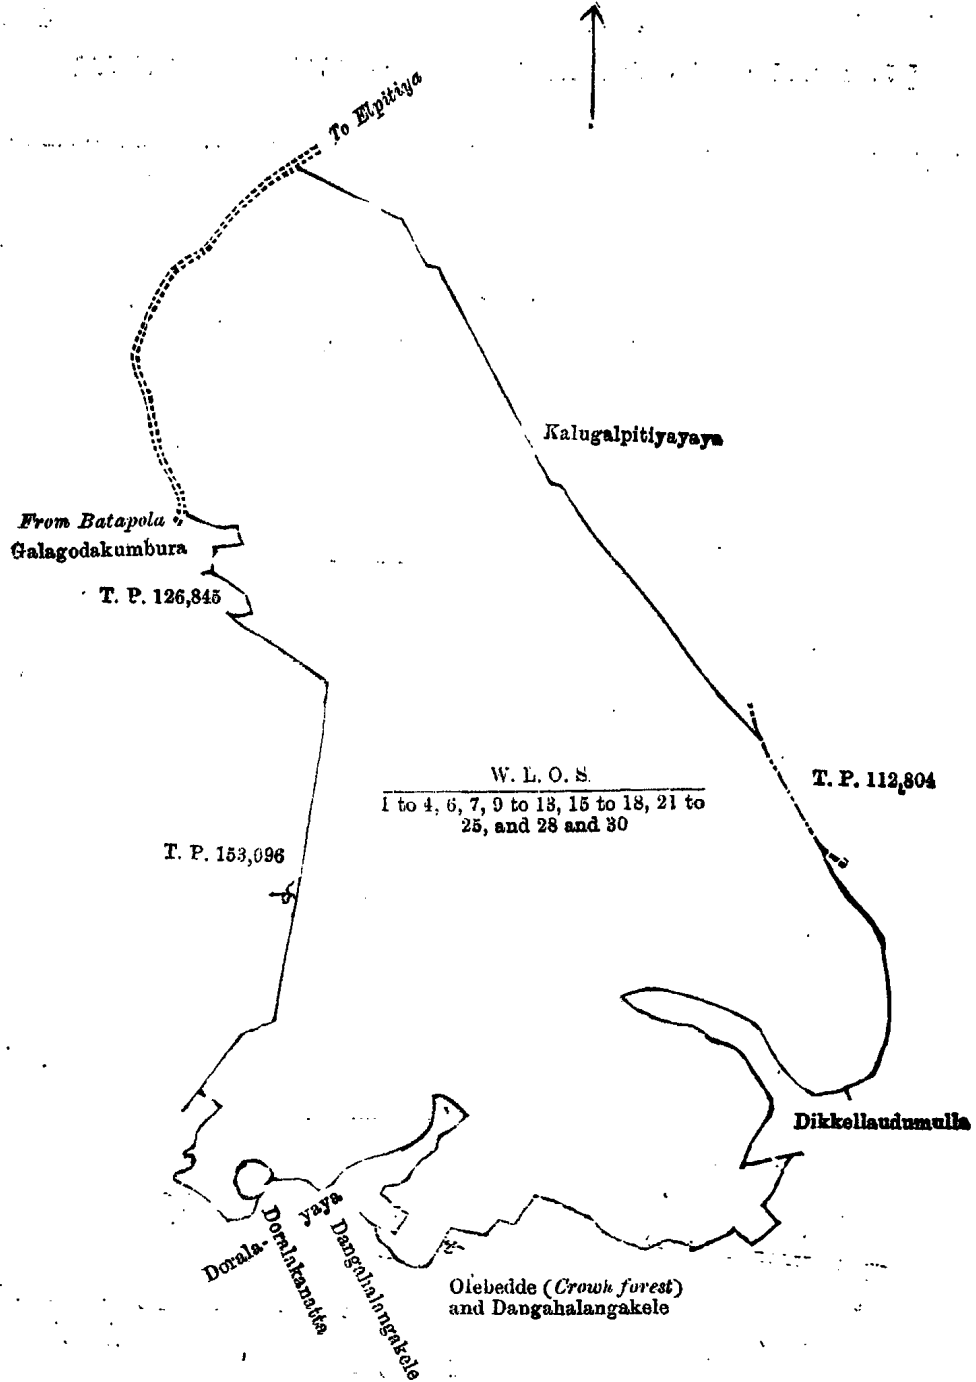 To Elpitiya
Kalugalpitiyayaya
From Batapola
Galagodakumbura
T. P. 126,845
W. L. O. S.
1 to 4, 6, 7, 9 to 13, 15 to 18, 21 to
25, and 28 and 30
T. P. 112,804
T. P. 153,096
Dikkellaudumulla
Dorala
yaya
Doralakanatta
Dangahalangakele
Olebedde (Crown forest)
and Dangahalangakele